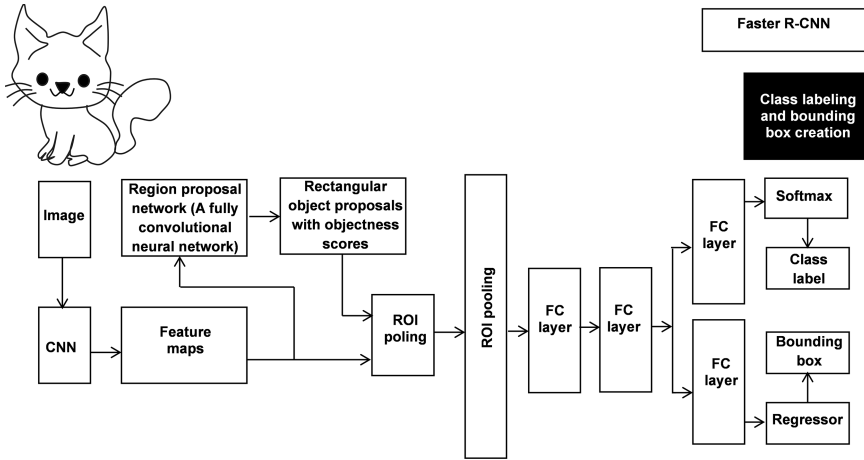 Faster R-CNN
Class labeling
and bounding
box creation
Image
Region proposal
network (A fully
convolutional
neural network)
Rectangular
object proposals
with objectness
scores
CNN
Feature
maps
ROI
poling
ROI pooling
FC
layer
FC
layer
FC
layer
Softmax
Class
label
FC
layer
Bounding
box
Regressor